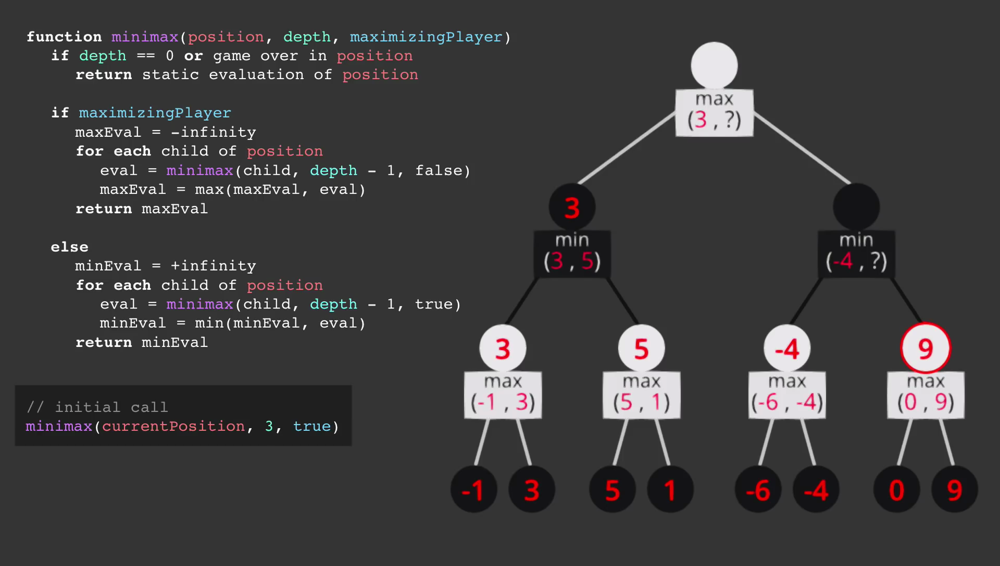 function minimax(position, depth, maximizingPlayer)
if depth == 0 or game over in position
return static evaluation of position
if maximizingPlayer
maxEval = -infinity
for each child of position
eval = minimax(child, depth - 1, false)
maxEval = max(maxEval, eval)
return maxEval
else
minEval = +infinity
for each child of position
eval = minimax(child, depth - 1, true)
minEval = min(minEval, eval)
return minEval
// initial call
minimax(currentPosition, 3, true)
max
(3 , ?)
3
min
(3 , 5)
min
(-4 , ?)
3
max
(-1 , 3)
5
max
(5 , 1)
-4
max
(-6 , -4)
9
max
(0 , 9)
-1
3
5
1
-6
-4
0
9